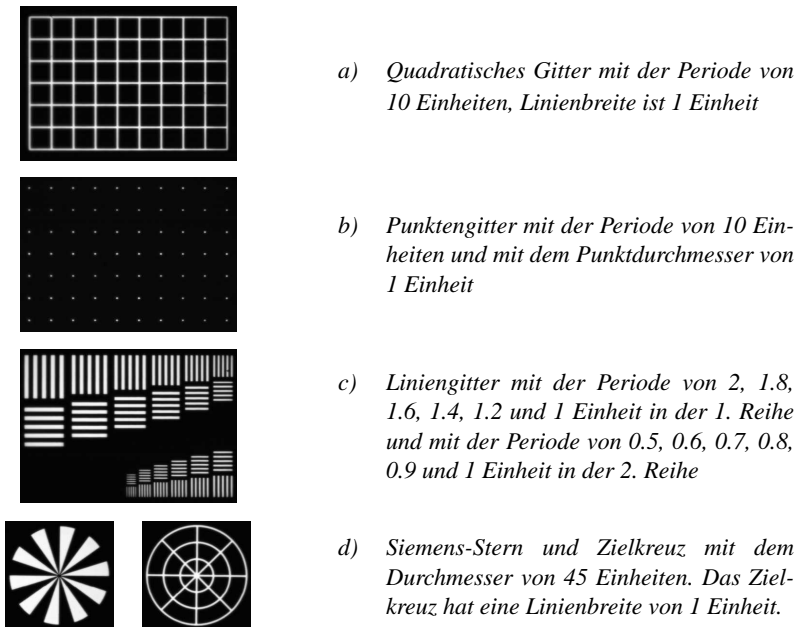 a) Quadratisches Gitter mit der Periode von
10 Einheiten, Linienbreite ist 1 Einheit
b) Punktengitter mit der Periode von 10 Ein-
heiten und mit dem Punktdurchmesser von
1 Einheit
c) Liniengitter mit der Periode von 2, 1.8,
1.6, 1.4, 1.2 und 1 Einheit in der 1. Reihe
und mit der Periode von 0.5, 0.6, 0.7, 0.8,
0.9 und 1 Einheit in der 2. Reihe
d) Siemens-Stern und Zielkreuz mit dem
Durchmesser von 45 Einheiten. Das Ziel-
kreuz hat eine Linienbreite von 1 Einheit.